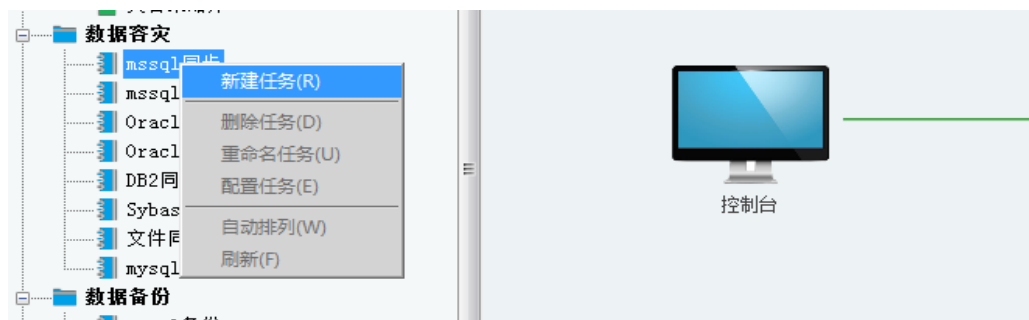 数据容灾
mssql同步
新建任务(R)
mssql
删除任务(D)
Oracl
重命名任务(U)
Oracl
配置任务(E)
DB2同
Sybas
自动排列(W)
文件同
刷新(F)
mysql
数据备份
控制台